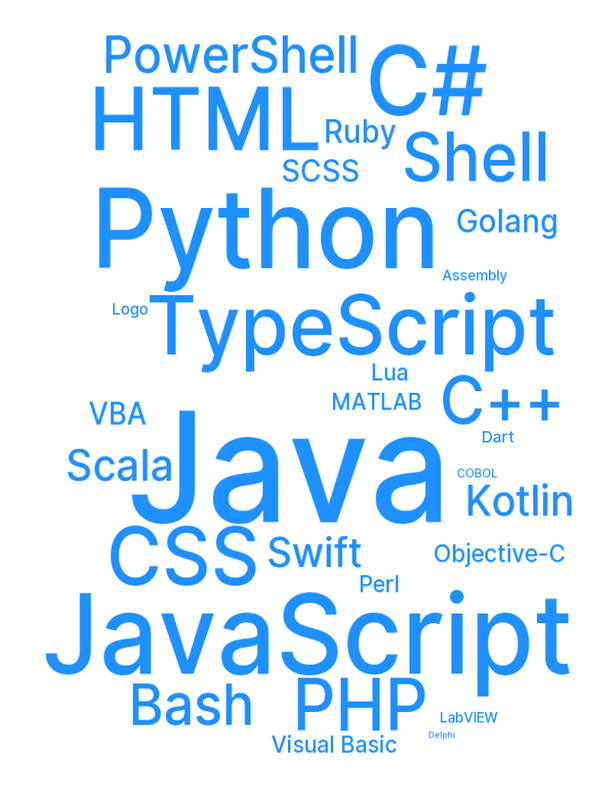 PowerShell
C#
HTML
Ruby
Shell
SCSS
Python
Golang
Assembly
Logo
TypeScript
Lua
MATLAB
C++
VBA
Dart
Java
Scala
COBOL
Kotlin
CSS
Swift
Objective-C
Perl
JavaScript
Bash
PHP
LabVIEW
Delphi
Visual Basic